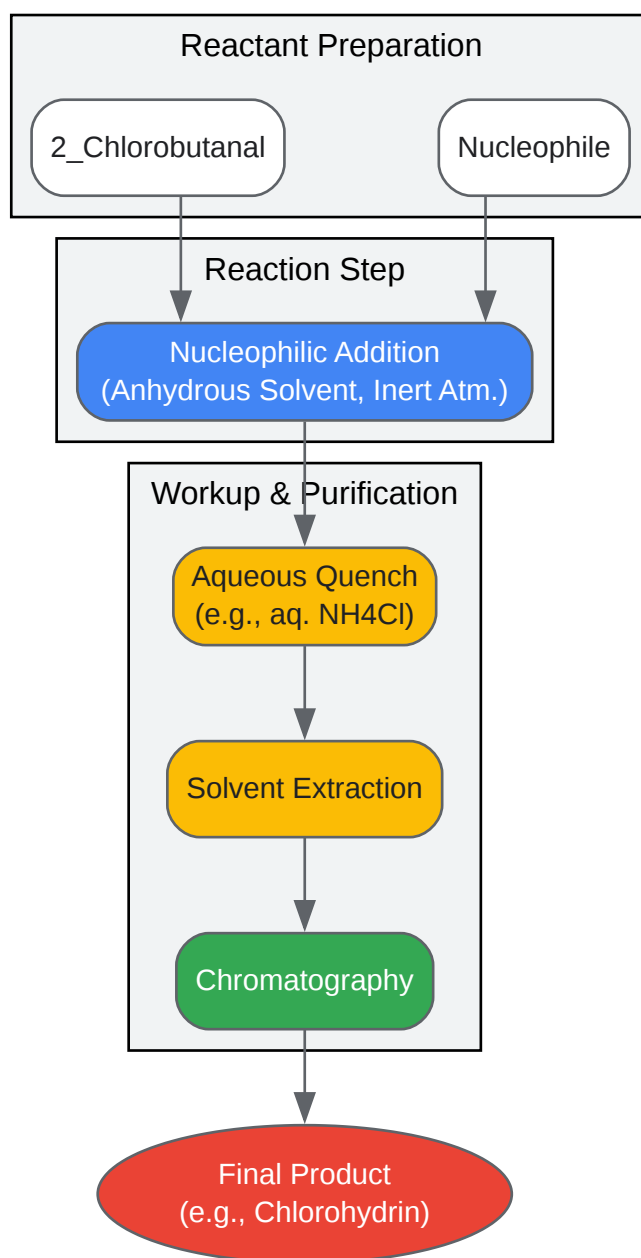 Reactant Preparation
2_Chlorobutanal
Nucleophile
Reaction Step
Nucleophilic Addition
(Anhydrous Solvent, Inert Atm.)
Workup & Purification
Aqueous Quench
(e.g., aq. NH4Cl)
Solvent Extraction
Chromatography
Final Product
(e.g., Chlorohydrin)